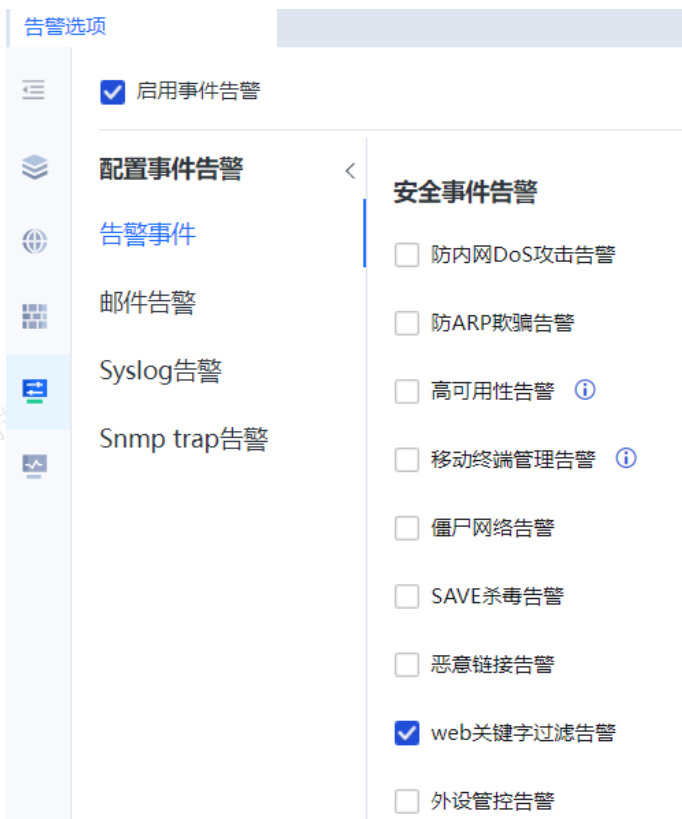 告警选项
启用事件告警
配置事件告警
告警事件
邮件告警
Syslog告警
Snmp trap告警
安全事件告警
防内网DoS攻击告警
防ARP欺骗告警
高可用性告警
移动终端管理告警
僵尸网络告警
SAVE杀毒告警
恶意链接告警
web关键字过滤告警
外设管控告警